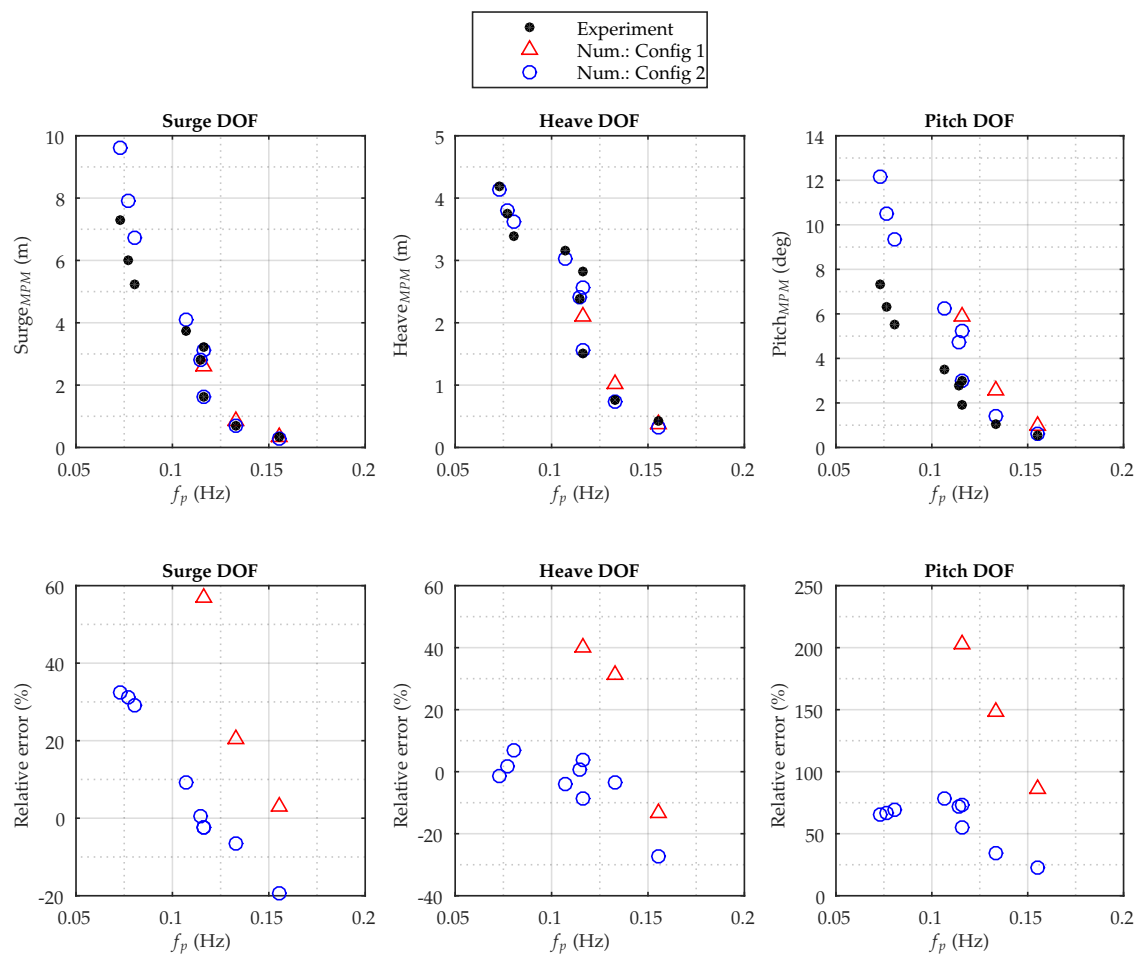 Experiment
Num.: Config 1
Num.: Config 2
Surge DOF
Heave DOF
Pitch DOF
Surge_MPM (m)
10
8
6
4
2
0
0.05
0.1
0.15
0.2
f_p (Hz)
Heave_MPM (m)
5
4
3
2
1
0
0.05
0.1
0.15
0.2
f_p (Hz)
Pitch_MPM (deg)
14
12
10
8
6
4
2
0
0.05
0.1
0.15
0.2
f_p (Hz)
Surge DOF
Heave DOF
Pitch DOF
Relative error (%)
60
40
20
0
-20
0.05
0.1
0.15
0.2
f_p (Hz)
Relative error (%)
60
40
20
0
-20
-40
0.05
0.1
0.15
0.2
f_p (Hz)
Relative error (%)
250
200
150
100
50
0
0.05
0.1
0.15
0.2
f_p (Hz)